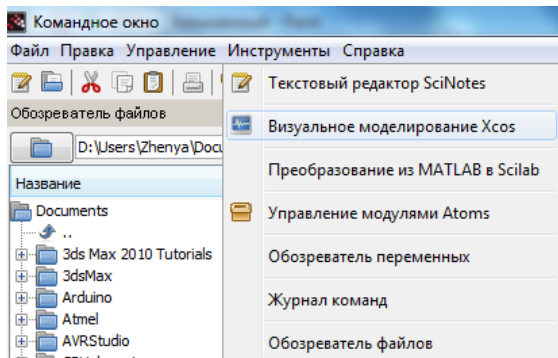 Командное окно
Файл Правка Управление Инструменты Справка
Текстовый редактор SciNotes
Обозреватель файлов
Визуальное моделирование Xcos
D:\Users\Zhenya\Docu
Преобразование из MATLAB в Scilab
Название
Documents
Управление модулями Atoms
..
3ds Max 2010 Tutorials
Обозреватель переменных
3dsMax
Arduino
Журнал команд
Atmel
AVRStudio
Обозреватель файлов